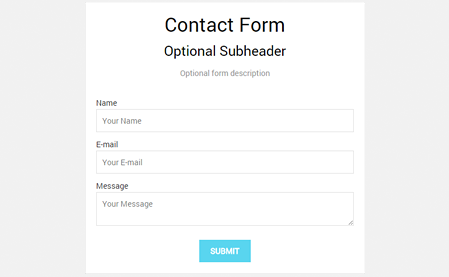 Contact Form
Optional Subheader
Optional form description
Name
Your Name
E-mail
Your E-mail
Message
Your Message
SUBMIT